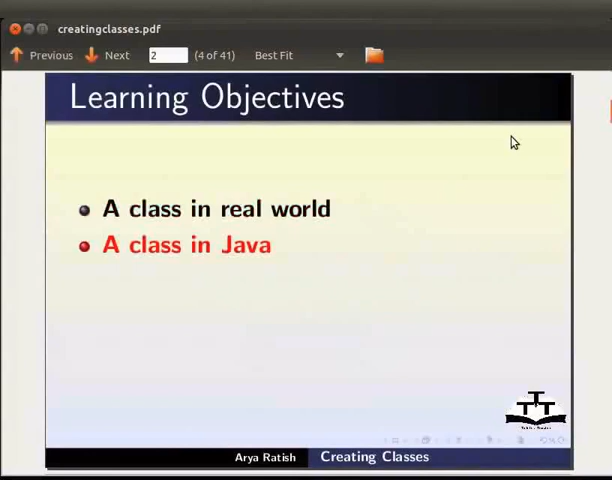 creatingclasses.pdf
Previous Next 2 (4 of 41) Best Fit
Learning Objectives
A class in real world
A class in Java
TTT
Arya Ratish Creating Classes